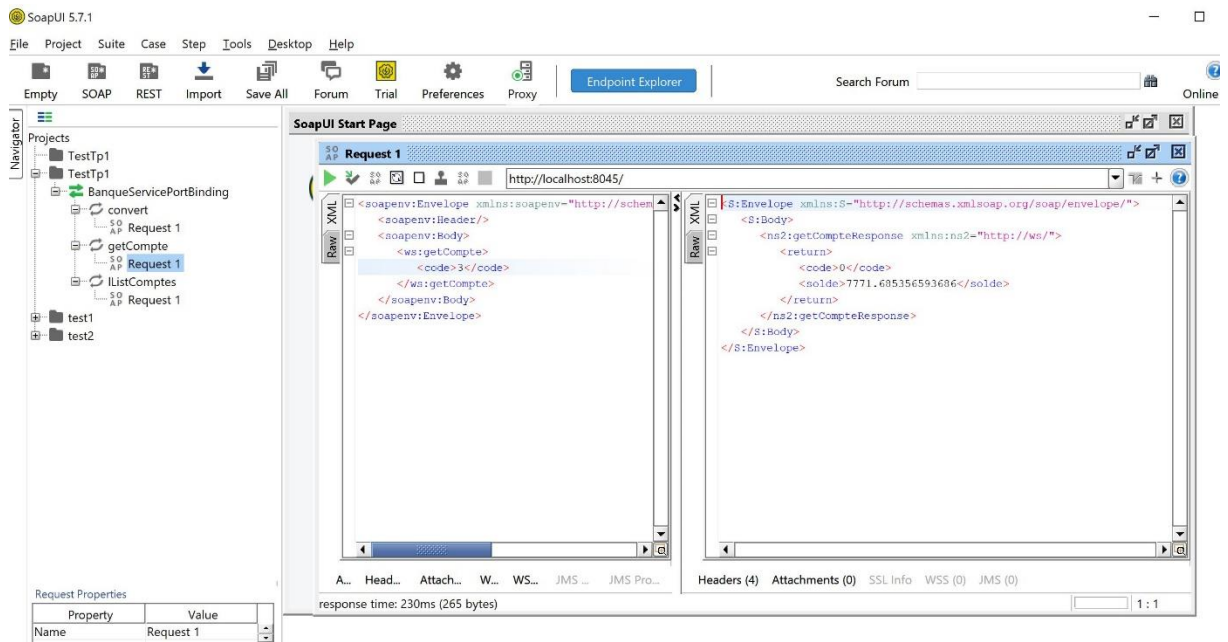 SoapUI 5.7.1
File Project Suite Case Step Tools Desktop Help
Empty SOAP REST Import Save All Forum Trial Preferences Proxy Endpoint Explorer Search Forum Online
Navigator
Projects
TestTp1
TestTp1
BanqueServicePortBinding
convert
SOAP Request 1
getCompte
SOAP Request 1
lListComptes
SOAP Request 1
test1
test2
Request Properties
Property Value
Name Request 1
SoapUI Start Page
SOAP Request 1
http://localhost:8045/
XML
Raw
<soapenv:Envelope xmlns:soapenv="http://schem
<soapenv:Header/>
<soapenv:Body>
<ws:getCompte>
<code>3</code>
</ws:getCompte>
</soapenv:Body>
</soapenv:Envelope>
A... Head... Attach... W... WS... JMS ... JMS Pro...
XML
Raw
<S:Envelope xmlns:S="http://schemas.xmlsoap.org/soap/envelope/">
<S:Body>
<ns2:getCompteResponse xmlns:ns2="http://ws/">
<return>
<code>0</code>
<solde>7771.685356593686</solde>
</return>
</ns2:getCompteResponse>
</S:Body>
</S:Envelope>
Headers (4) Attachments (0) SSL Info WSS (0) JMS (0)
response time: 230ms (265 bytes)
1 : 1